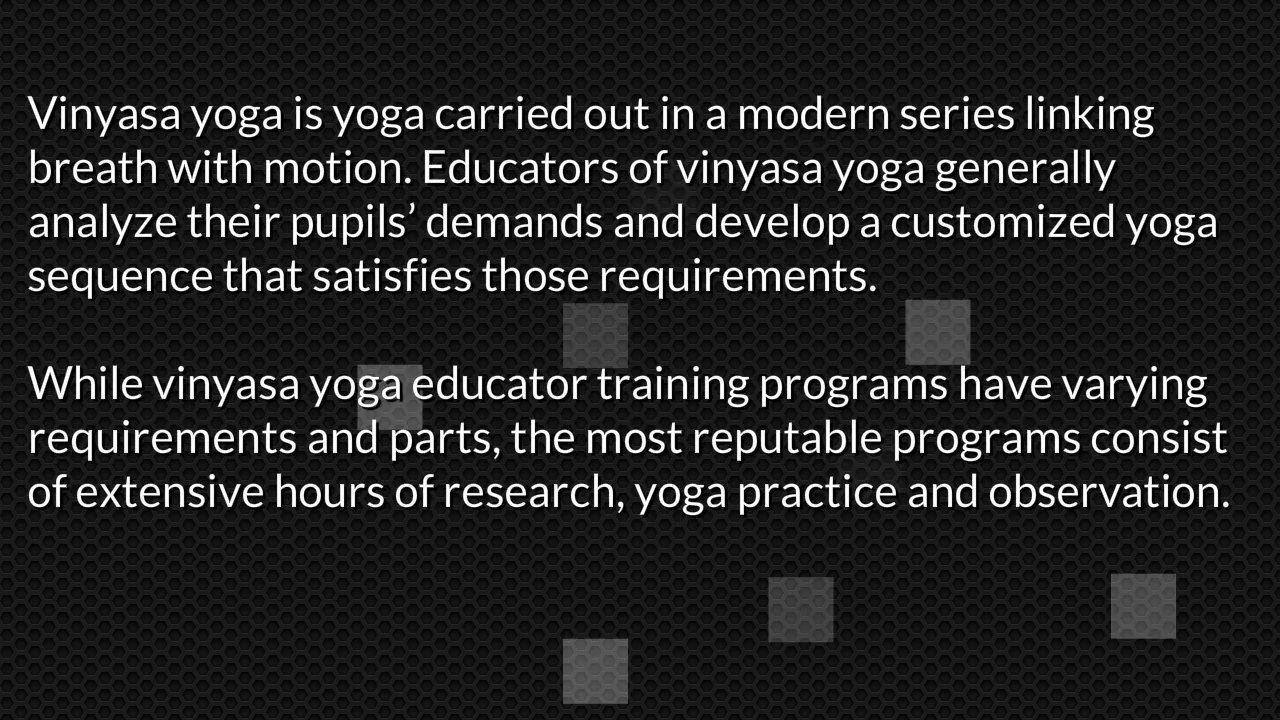 Vinyasa yoga is yoga carried out in a modern series linking
breath with motion. Educators of vinyasa yoga generally
analyze their pupils’ demands and develop a customized yoga
sequence that satisfies those requirements.
While vinyasa yoga educator training programs have varying
requirements and parts, the most reputable programs consist
of extensive hours of research, yoga practice and observation.